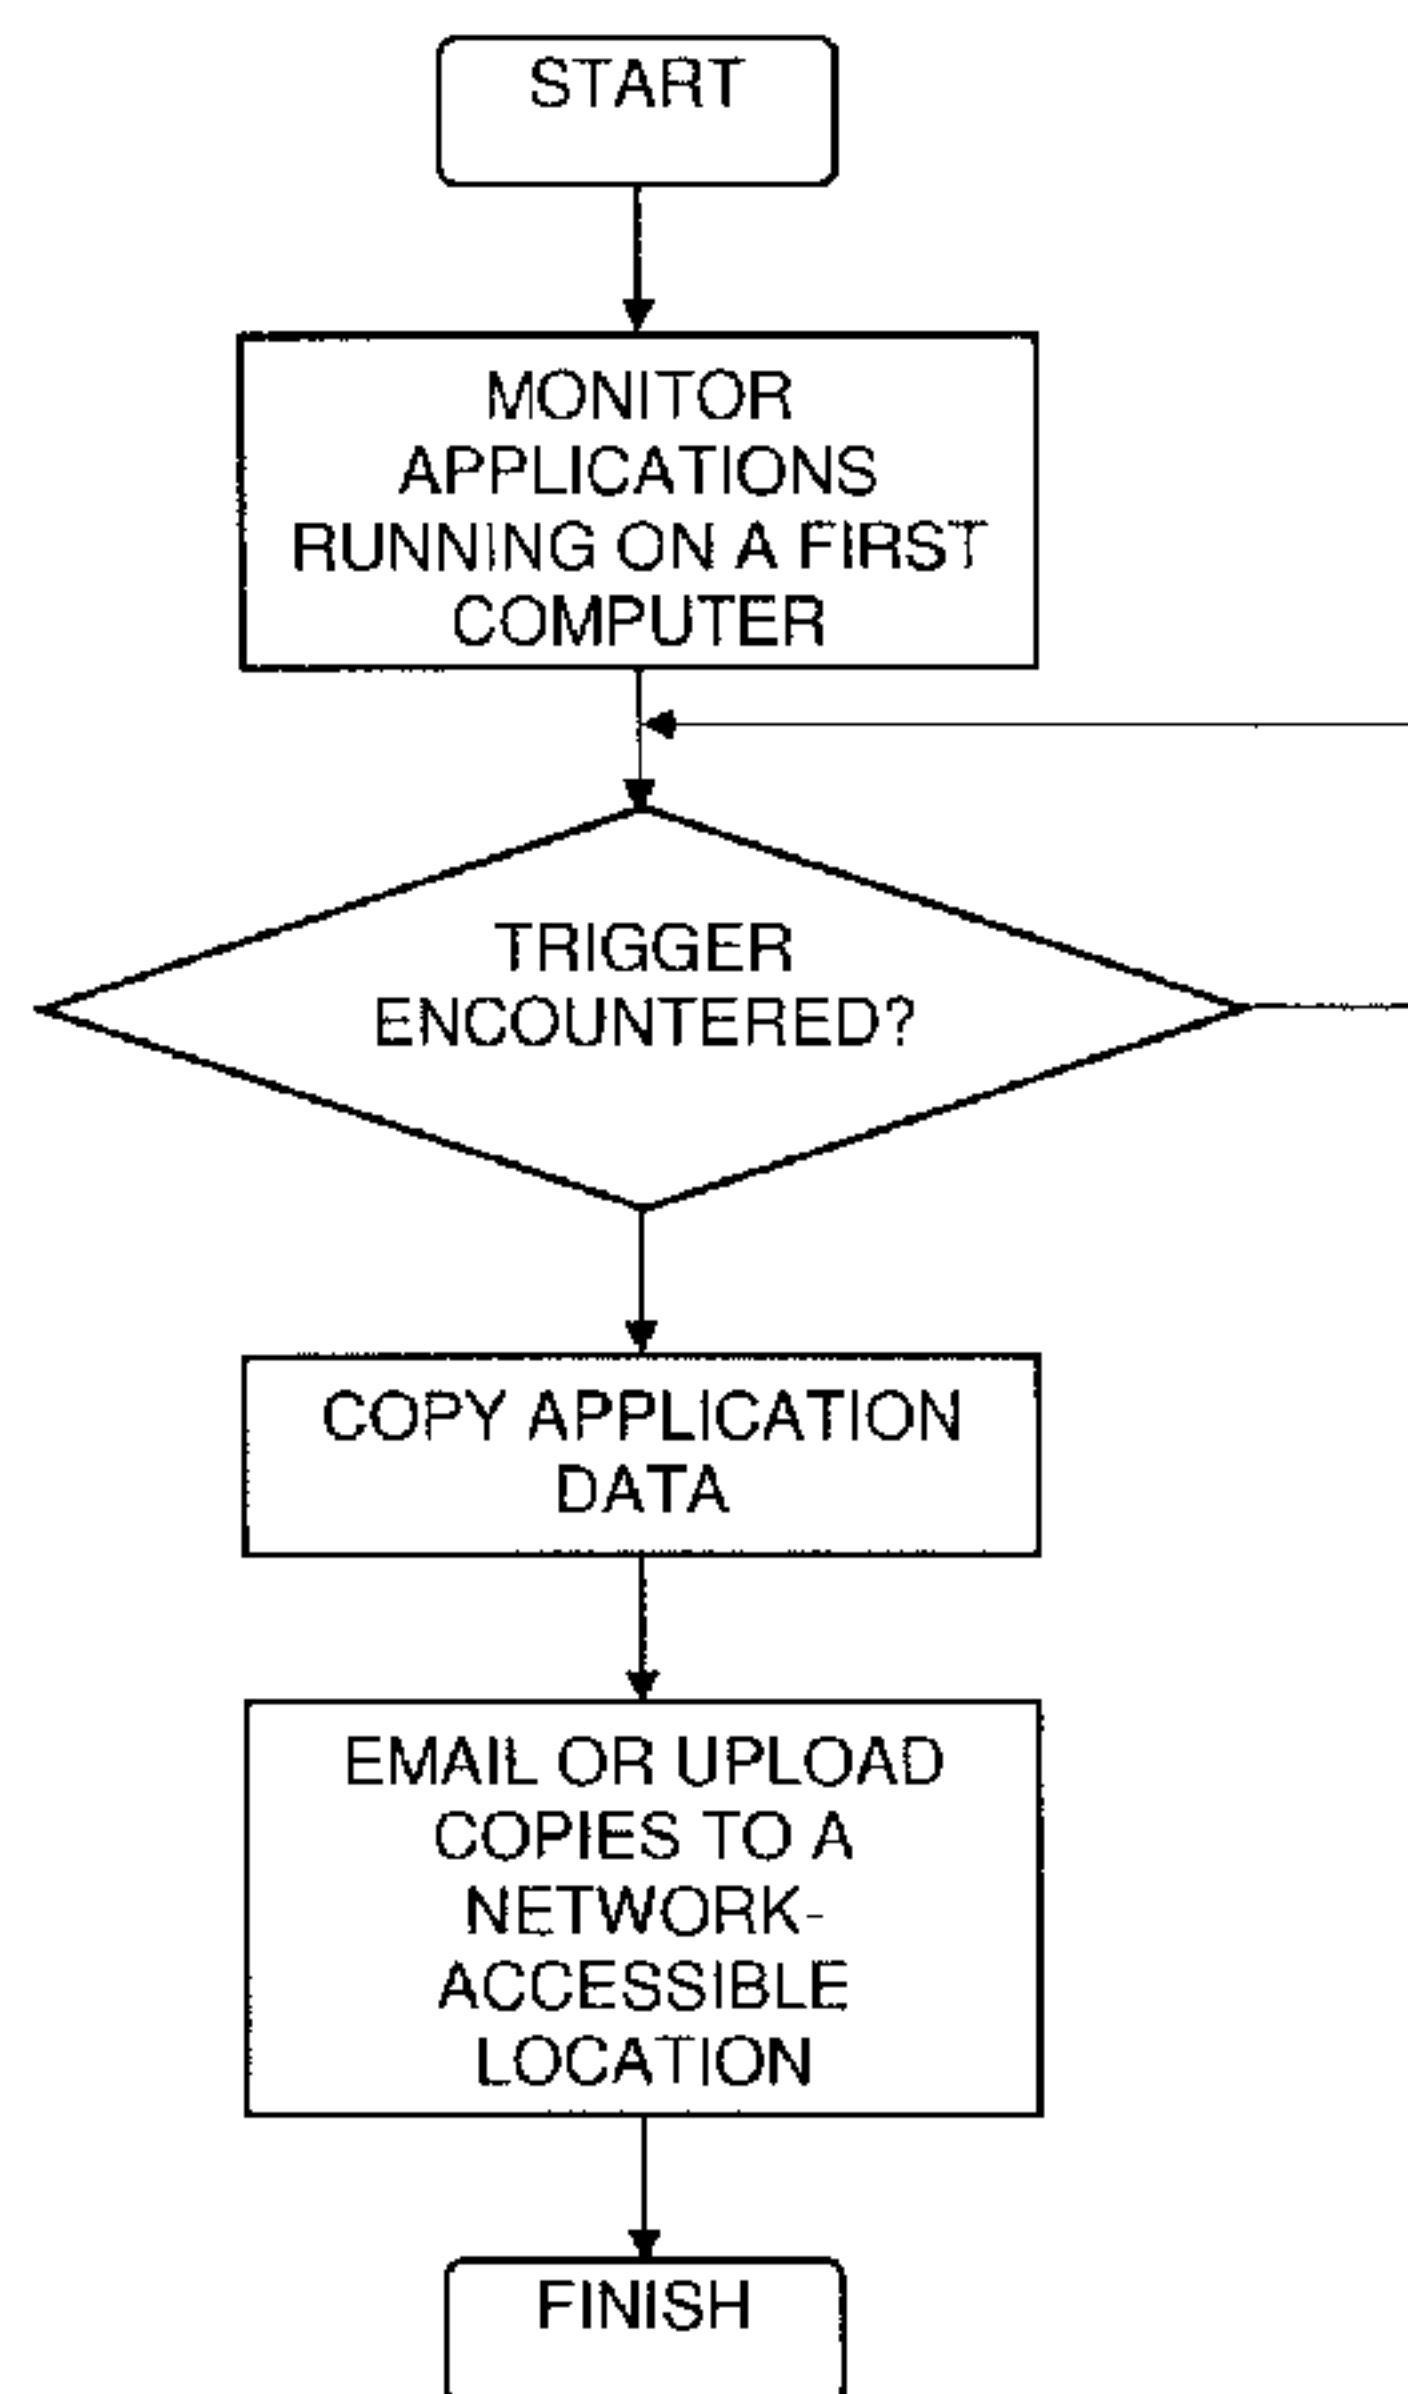 START
MONITOR
APPLICATIONS
RUNNING ON A FIRST
COMPUTER
TRIGGER
ENCOUNTERED?
COPY APPLICATION
DATA
EMAIL OR UPLOAD
COPIES TO A
NETWORK-
ACCESSIBLE
LOCATION
FINISH